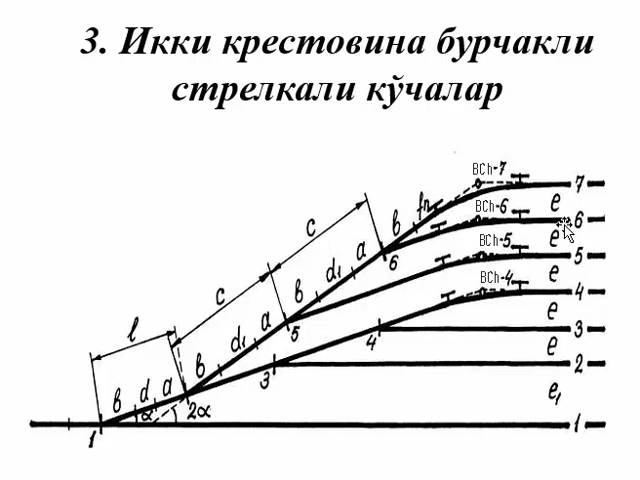 3. Икки крестовина бурчакли
стрелкали кўчалар
BCh-7
7
fn
e
c
в
BCh-6
6
e
a
6
BCh-5
5
d₁
e
c
в
BCh-4
4
a
5
e
l
d₁
4
3
в
e
3
2
в d a
e₁
α
2α
1
1